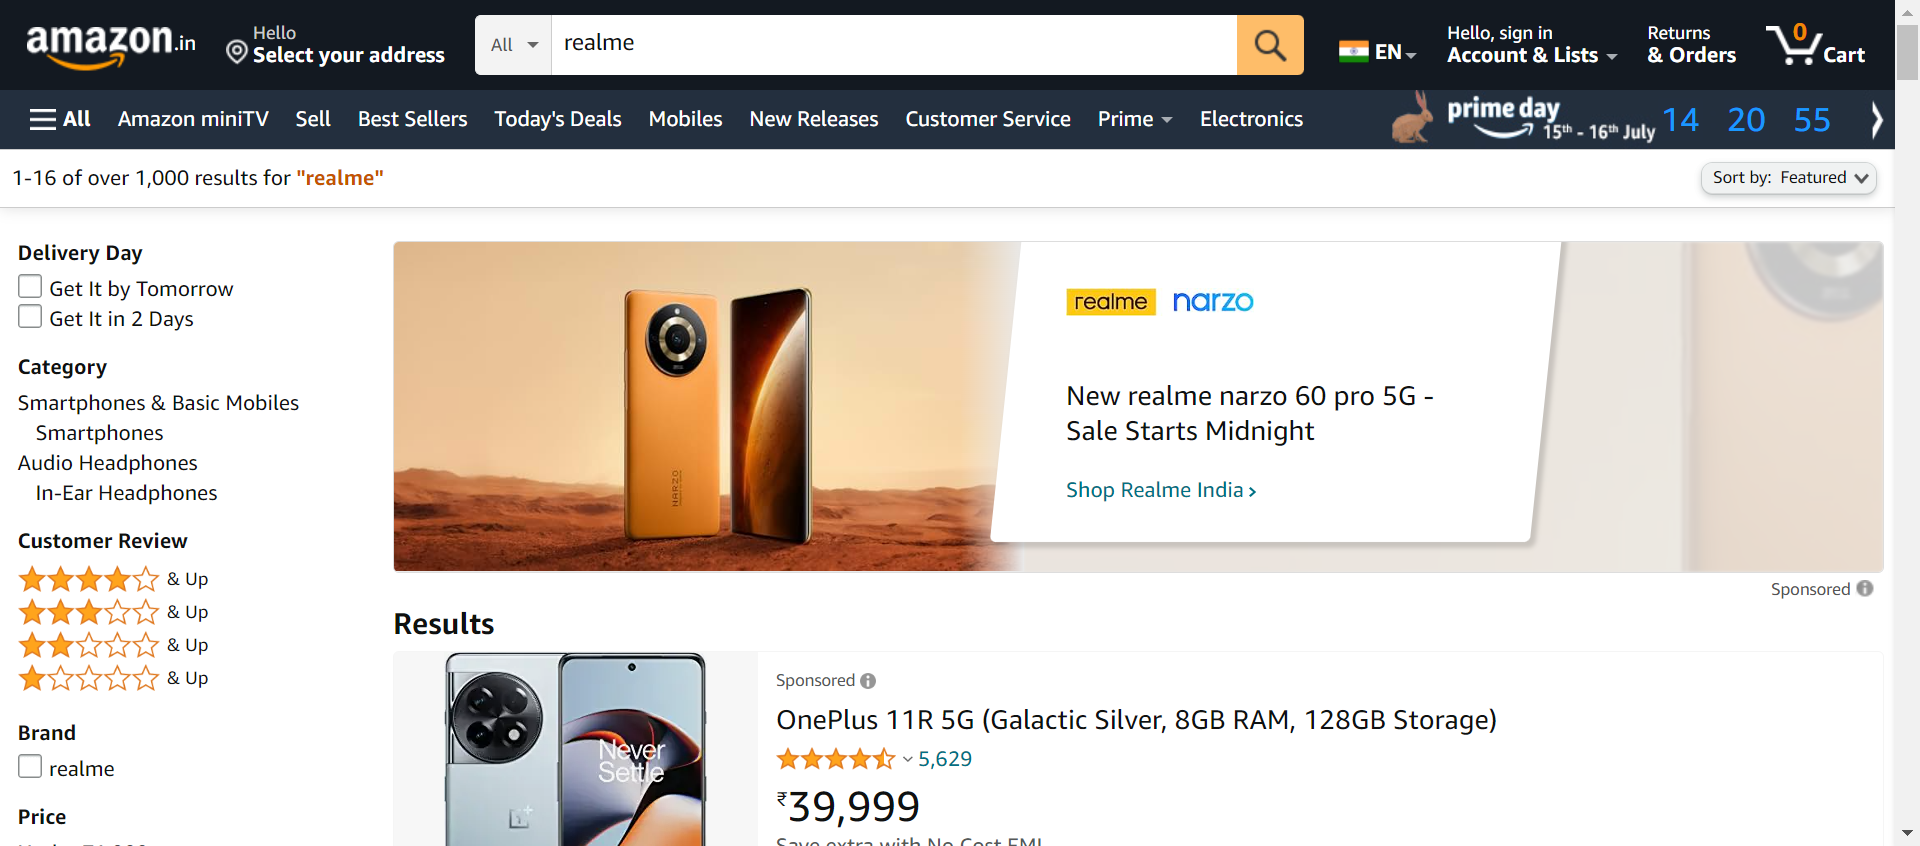 amazon.in
Hello
Select your address
All
realme
EN
Hello, sign in
Account & Lists
Returns
& Orders
0
Cart
All
Amazon miniTV
Sell
Best Sellers
Today's Deals
Mobiles
New Releases
Customer Service
Prime
Electronics
prime day
15th - 16th July
14 20 55
1-16 of over 1,000 results for "realme"
Sort by: Featured
Delivery Day
Get It by Tomorrow
Get It in 2 Days
Category
Smartphones & Basic Mobiles
Smartphones
Audio Headphones
In-Ear Headphones
Customer Review
& Up
& Up
& Up
& Up
Brand
realme
Price
NARZO
realme narzo
New realme narzo 60 pro 5G -
Sale Starts Midnight
Shop Realme India ›
Sponsored
Results
Never
Settle
Sponsored
OnePlus 11R 5G (Galactic Silver, 8GB RAM, 128GB Storage)
5,629
₹39,999
Save extra with No Cost EMI